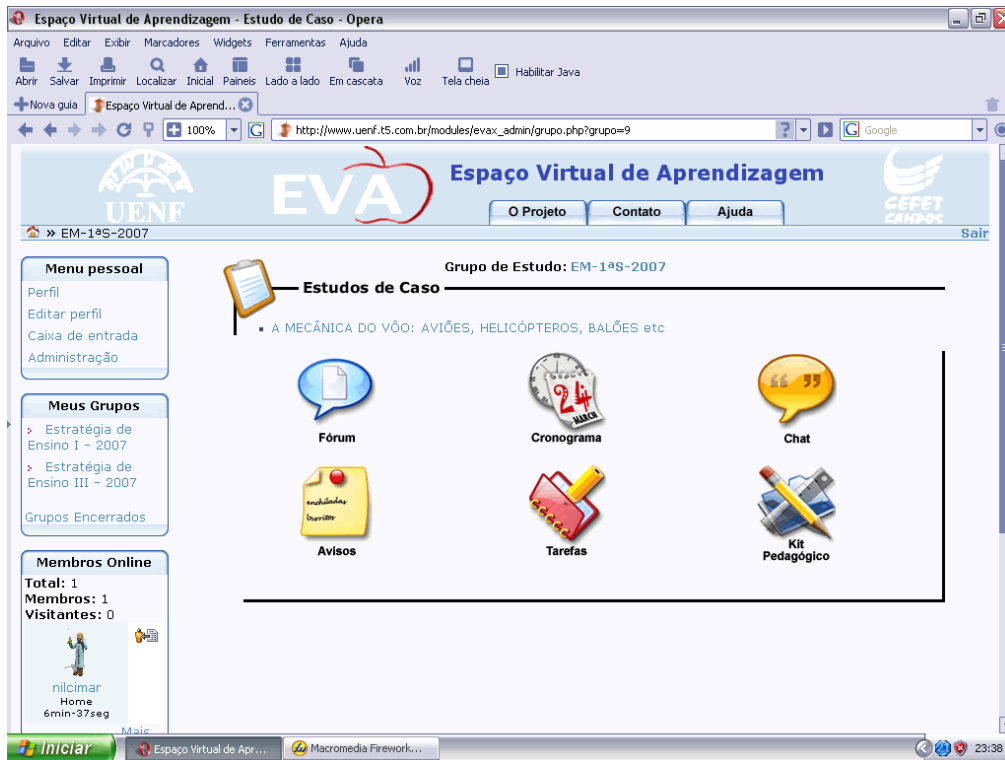 Espaço Virtual de Aprendizagem - Estudo de Caso - Opera
Arquivo Editar Exibir Marcadores Widgets Ferramentas Ajuda
Abrir Salvar Imprimir Localizar Inicial Paineis Lado a lado Em cascata Voz Tela cheia Habilitar Java
Nova guia Espaço Virtual de Aprend...
100% G http://www.uenf.t5.com.br/modules/evax_admin/grupo.php?grupo=9 ? G Google
UENF
EVA
Espaço Virtual de Aprendizagem
CEFET
CAMPOS
O Projeto Contato Ajuda
» EM-1ªS-2007 Sair
Menu pessoal
Perfil
Editar perfil
Caixa de entrada
Administração
Meus Grupos
Estratégia de
Ensino I - 2007
Estratégia de
Ensino III - 2007
Grupos Encerrados
Membros Online
Total: 1
Membros: 1
Visitantes: 0
nilcimar
Home
6min-37seg
Mais
Grupo de Estudo: EM-1ªS-2007
Estudos de Caso
A MECÂNICA DO VÔO: AVIÕES, HELICÓPTEROS, BALÕES etc
24
MARCH
Fórum Cronograma Chat
enchiladas
burritos
Avisos Tarefas Kit
Pedagógico
Iniciar Espaço Virtual de Apr... Macromedia Firework... 23:38